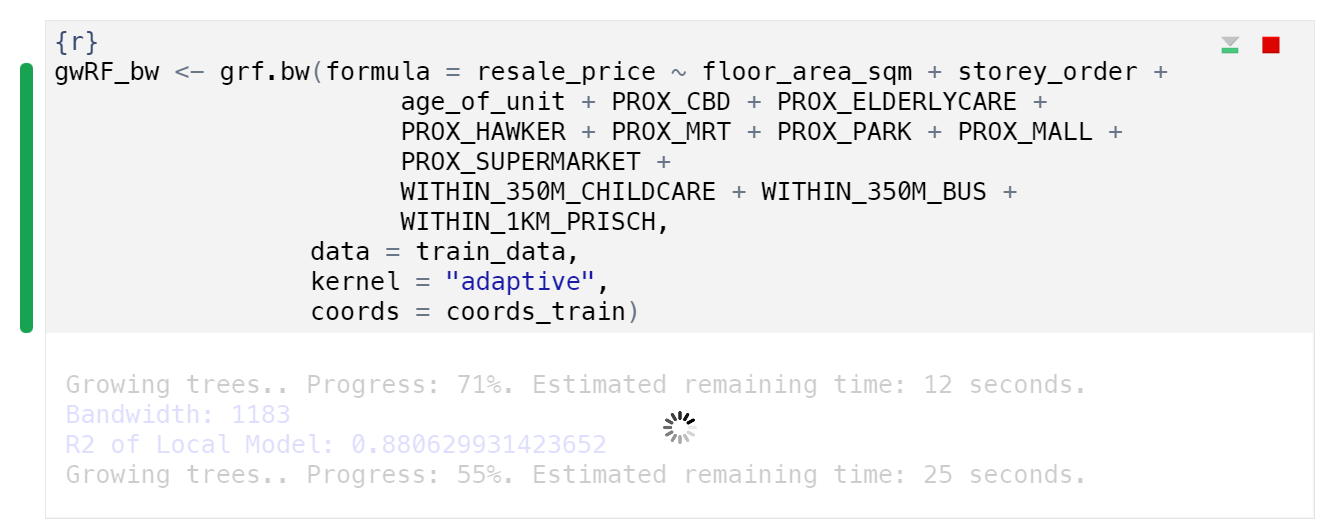 {r}
gwRF_bw <- grf.bw(formula = resale_price ~ floor_area_sqm + storey_order +
age_of_unit + PROX_CBD + PROX_ELDERLYCARE +
PROX_HAWKER + PROX_MRT + PROX_PARK + PROX_MALL +
PROX_SUPERMARKET +
WITHIN_350M_CHILDCARE + WITHIN_350M_BUS +
WITHIN_1KM_PRISCH,
data = train_data,
kernel = "adaptive",
coords = coords_train)
Growing trees.. Progress: 71%. Estimated remaining time: 12 seconds.
Bandwidth: 1183
R2 of Local Model: 0.880629931423652
Growing trees.. Progress: 55%. Estimated remaining time: 25 seconds.